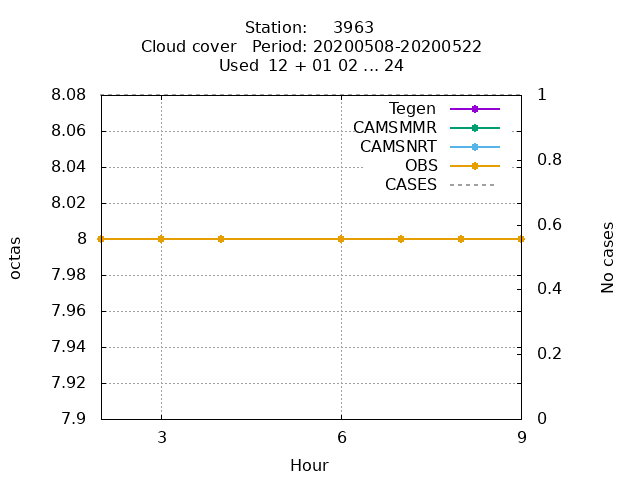 Station: 3963
Cloud cover Period: 20200508-20200522
Used 12 + 01 02 ... 24
8.08
8.06
8.04
8.02
8
7.98
7.96
7.94
7.92
7.9
octas
1
0.8
0.6
0.4
0.2
0
No cases
Tegen
CAMSMMR
CAMSNRT
OBS
CASES
3
6
9
Hour